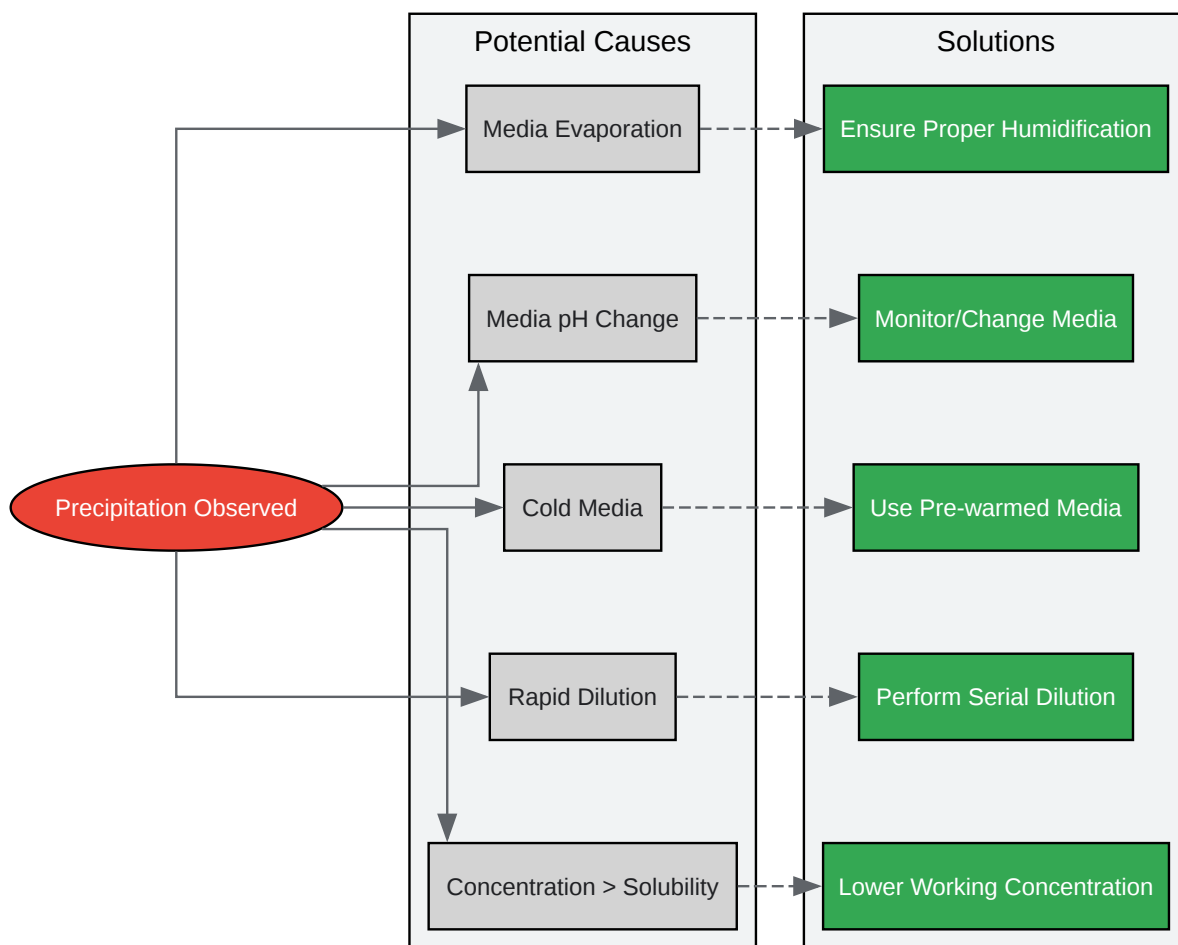 Potential Causes
Solutions
Media Evaporation
Ensure Proper Humidification
Media pH Change
Monitor/Change Media
Precipitation Observed
Cold Media
Use Pre-warmed Media
Rapid Dilution
Perform Serial Dilution
Concentration > Solubility
Lower Working Concentration